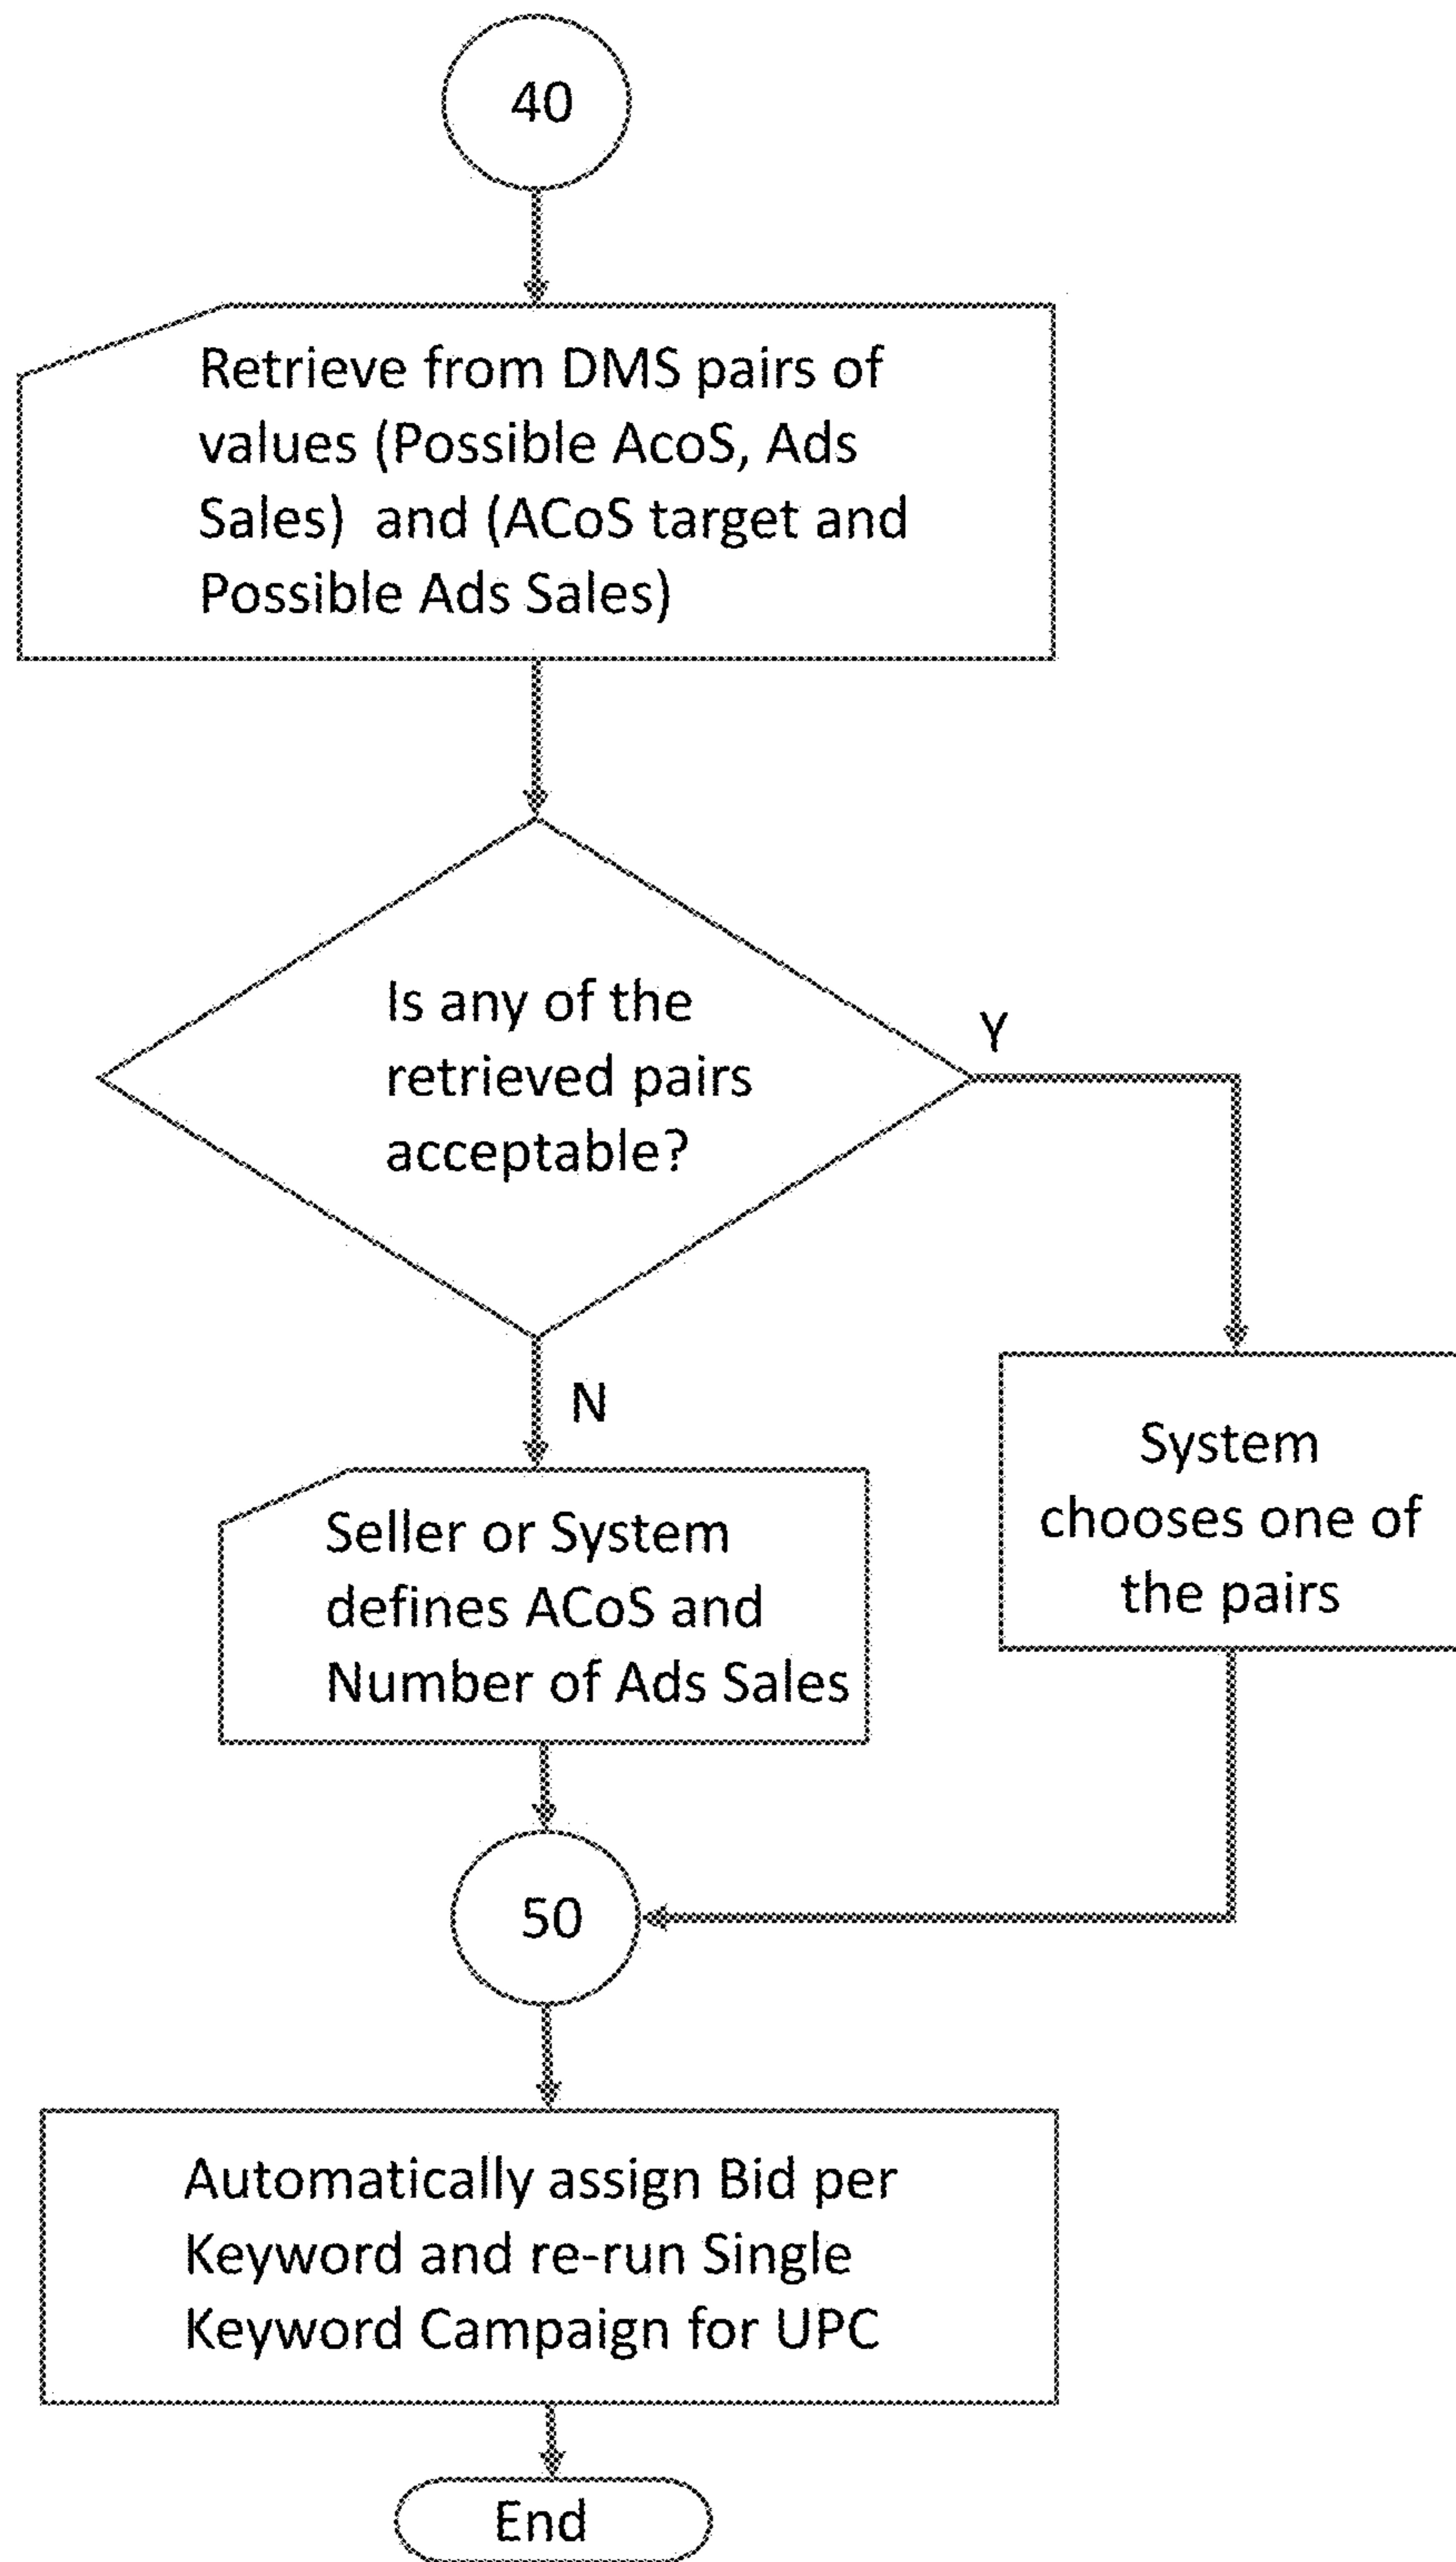 40
Retrieve from DMS pairs of
values (Possible AcoS, Ads
Sales) and (ACoS target and
Possible Ads Sales)
Is any of the
retrieved pairs
acceptable?
Y
N
System
chooses one of
the pairs
Seller or System
defines ACoS and
Number of Ads Sales
50
Automatically assign Bid per
Keyword and re-run Single
Keyword Campaign for UPC
End